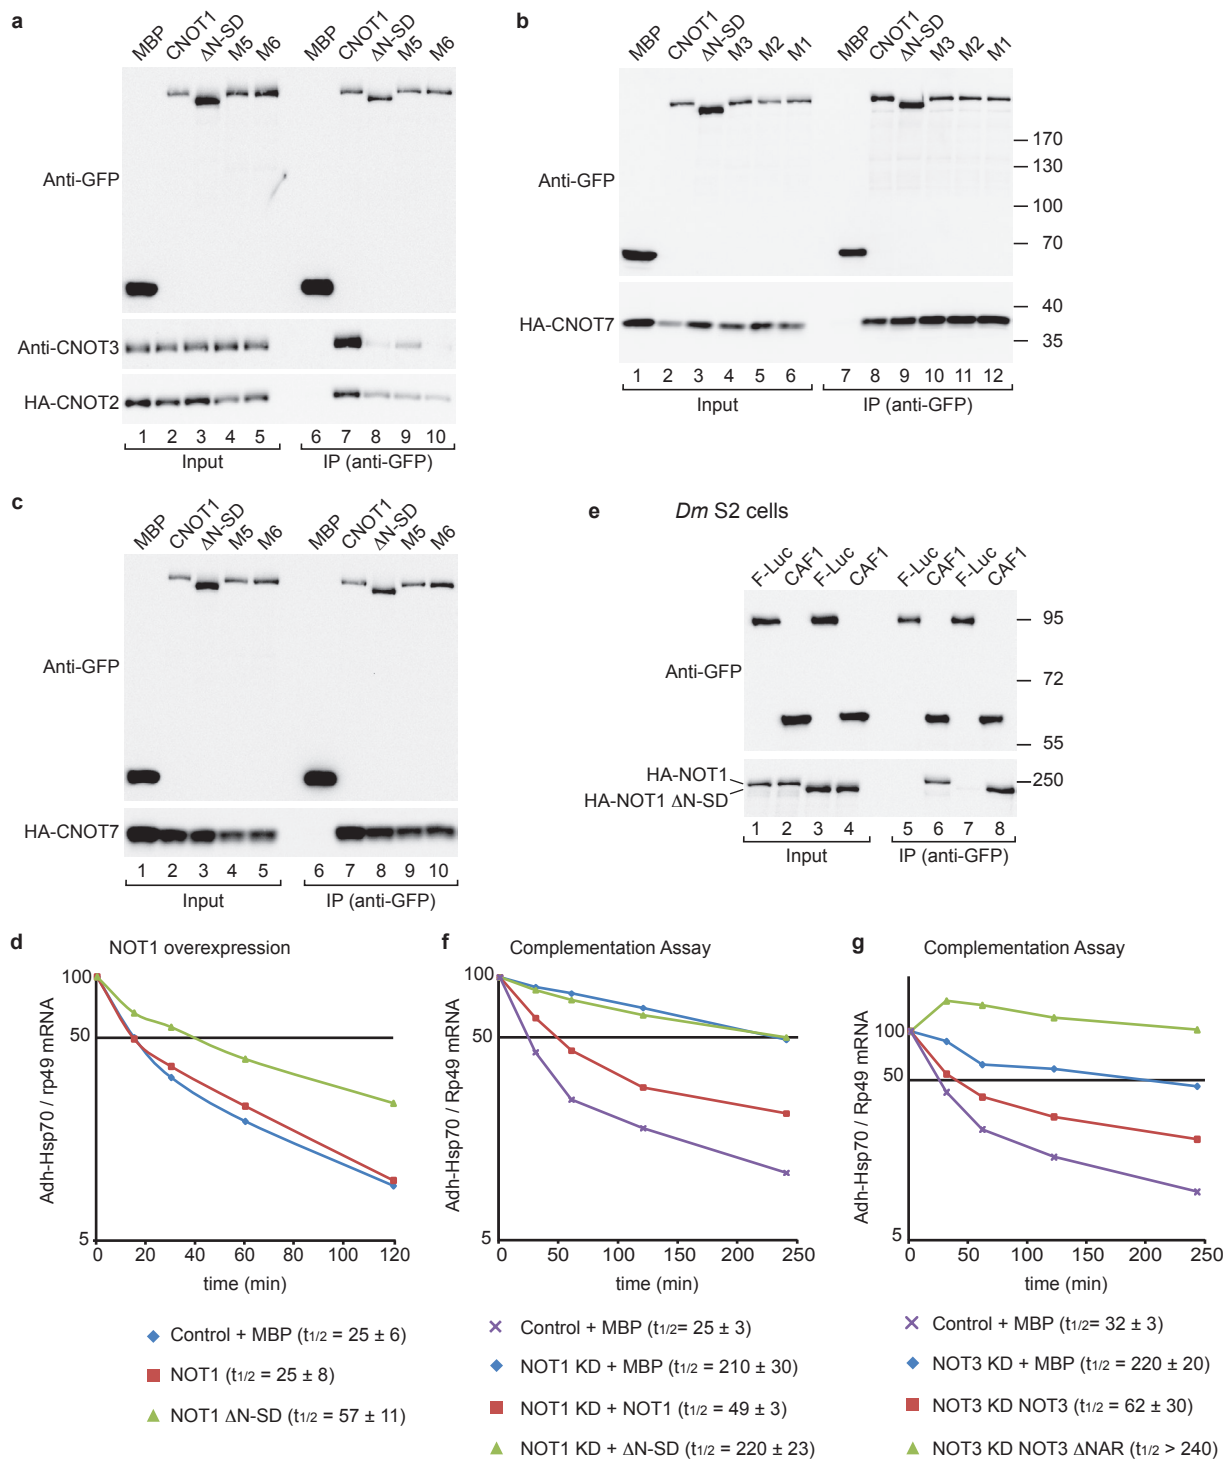 a
MBP CNOT1 ΔN-SD M5 M6 MBP CNOT1 ΔN-SD M5 M6
Anti-GFP
Anti-CNOT3
HA-CNOT2
1 2 3 4 5 6 7 8 9 10
Input IP (anti-GFP)
b
MBP CNOT1 ΔN-SD M3 M2 M1 MBP CNOT1 ΔN-SD M3 M2 M1
Anti-GFP
170
130
100
70
HA-CNOT7
40
35
1 2 3 4 5 6 7 8 9 10 11 12
Input IP (anti-GFP)
c
MBP CNOT1 ΔN-SD M5 M6 MBP CNOT1 ΔN-SD M5 M6
Anti-GFP
HA-CNOT7
1 2 3 4 5 6 7 8 9 10
Input IP (anti-GFP)
e Dm S2 cells
F-Luc CAF1 F-Luc CAF1 F-Luc CAF1 F-Luc CAF1
Anti-GFP
95
72
55
HA-NOT1
HA-NOT1 ΔN-SD
250
1 2 3 4 5 6 7 8
Input IP (anti-GFP)
d NOT1 overexpression
Adh-Hsp70 / rp49 mRNA
100
50
5
0 20 40 60 80 100 120
time (min)
Control + MBP (t1/2 = 25 ± 6)
NOT1 (t1/2 = 25 ± 8)
NOT1 ΔN-SD (t1/2 = 57 ± 11)
f Complementation Assay
Adh-Hsp70 / Rp49 mRNA
100
50
5
0 50 100 150 200 250
time (min)
Control + MBP (t1/2= 25 ± 3)
NOT1 KD + MBP (t1/2 = 210 ± 30)
NOT1 KD + NOT1 (t1/2 = 49 ± 3)
NOT1 KD + ΔN-SD (t1/2 = 220 ± 23)
g Complementation Assay
Adh-Hsp70 / Rp49 mRNA
100
50
5
0 50 100 150 200 250
time (min)
Control + MBP (t1/2= 32 ± 3)
NOT3 KD + MBP (t1/2 = 220 ± 20)
NOT3 KD NOT3 (t1/2 = 62 ± 30)
NOT3 KD NOT3 ΔNAR (t1/2 > 240)